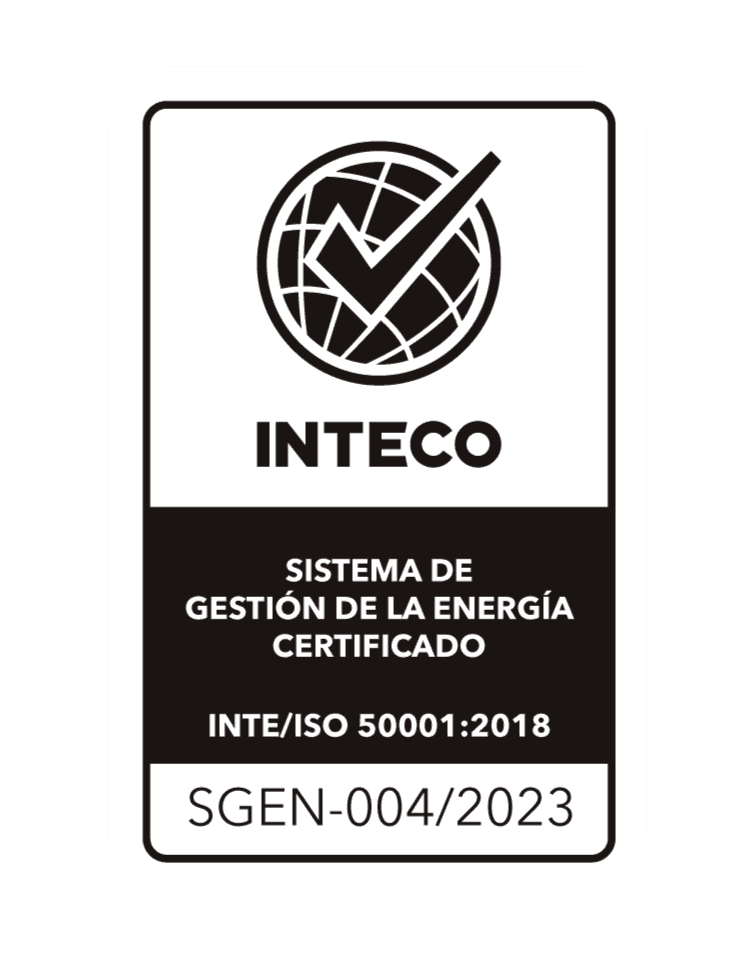 INTECO
SISTEMA DE
GESTIÓN DE LA ENERGÍA
CERTIFICADO
INTE/ISO 50001:2018
SGEN-004/2023